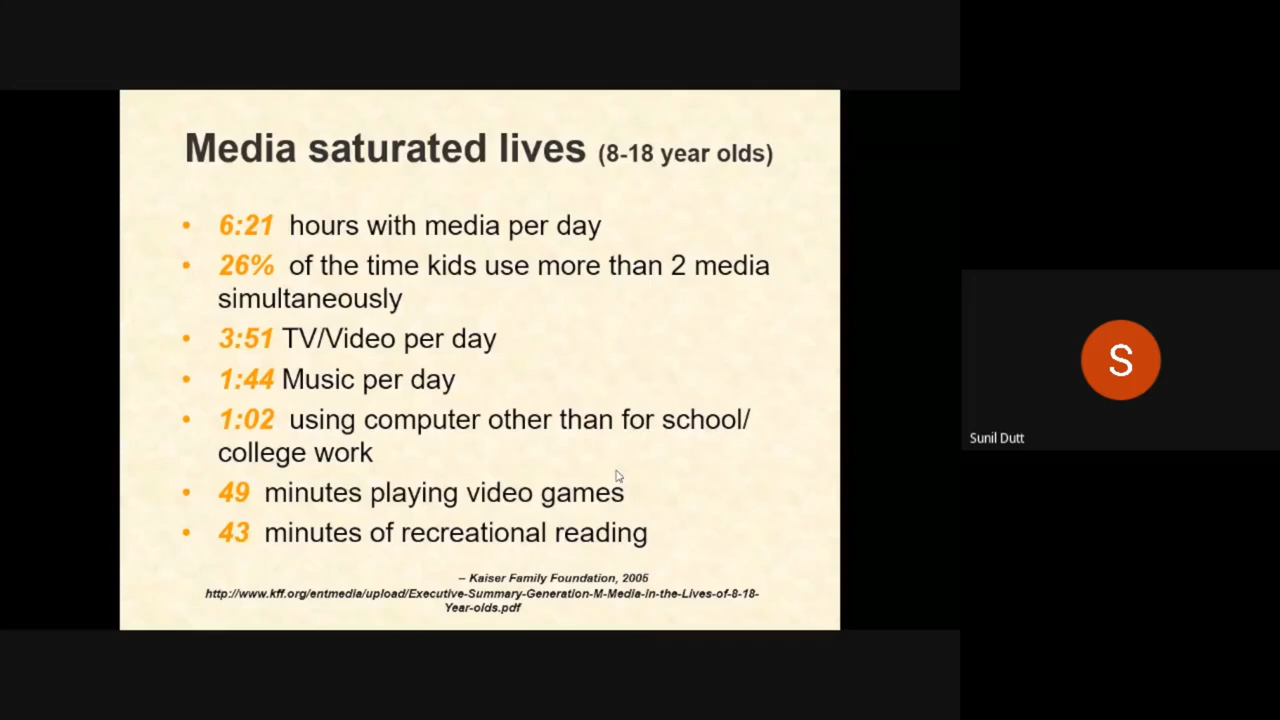 Media saturated lives (8-18 year olds)
• 6:21 hours with media per day
• 26% of the time kids use more than 2 media
simultaneously
• 3:51 TV/Video per day
• 1:44 Music per day
• 1:02 using computer other than for school/
college work
• 49 minutes playing video games
• 43 minutes of recreational reading
– Kaiser Family Foundation, 2005
http://www.kff.org/entmedia/upload/Executive-Summary-Generation-M-Media-in-the-Lives-of-8-18-
Year-olds.pdf
S
Sunil Dutt